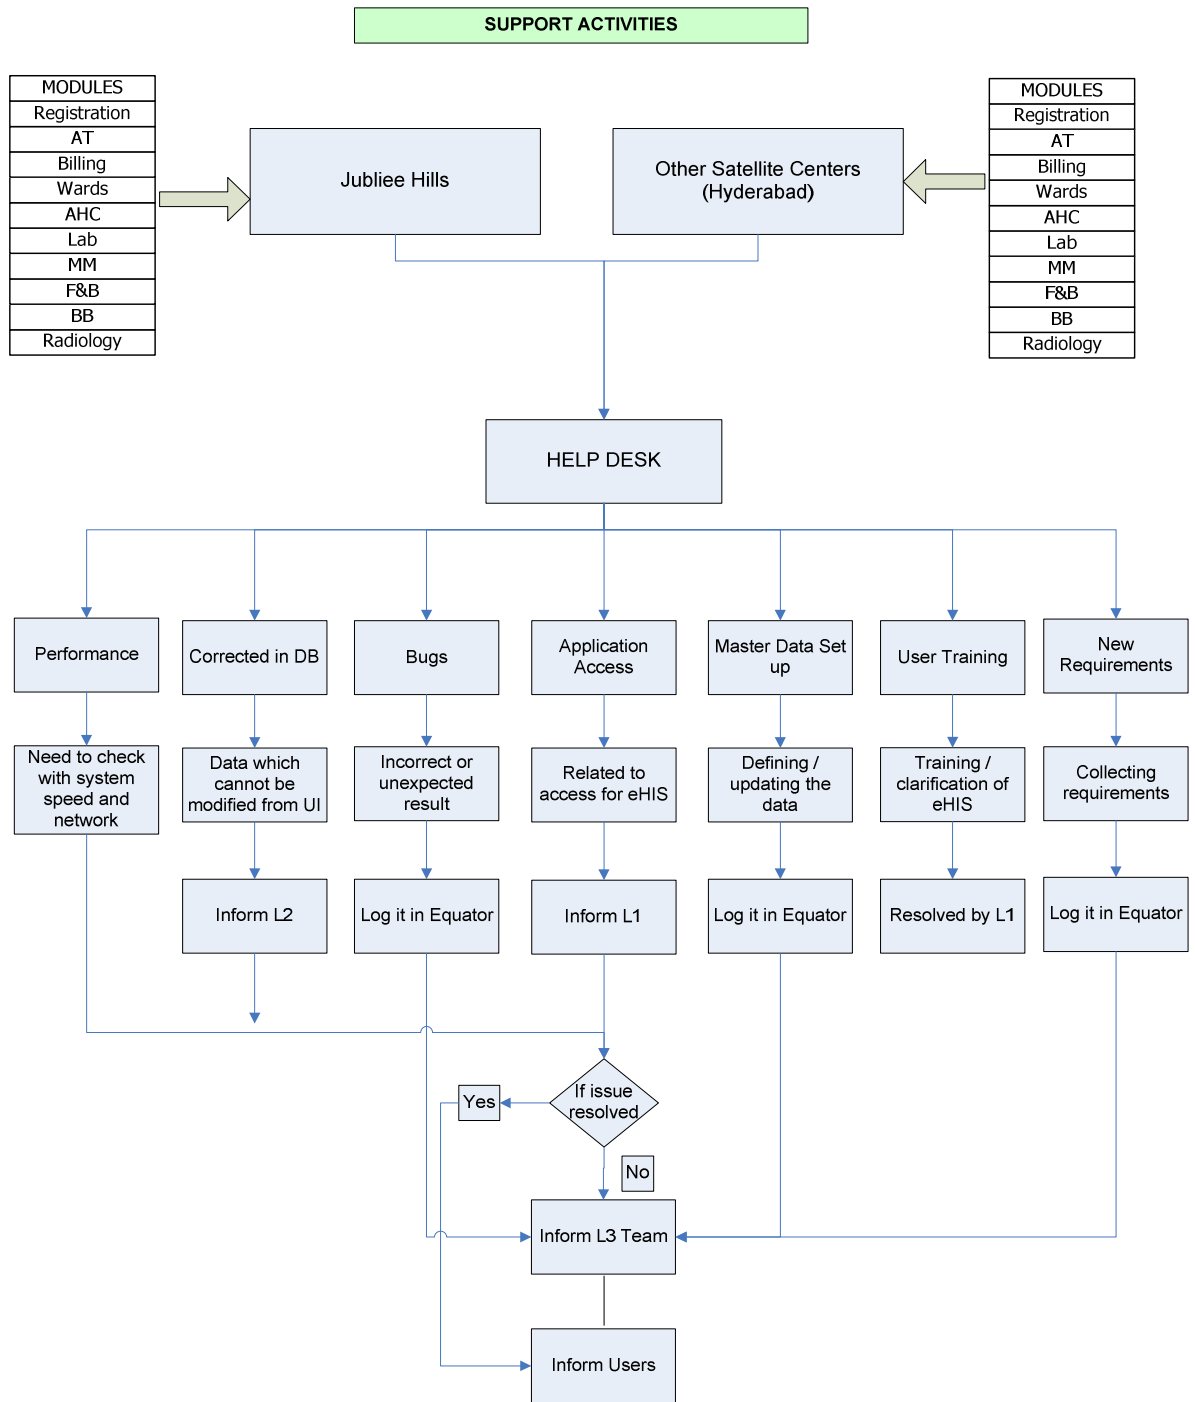 SUPPORT ACTIVITIES
MODULES
Registration
AT
Billing
Wards
AHC
Lab
MM
F&B
BB
Radiology
Jubliee Hills
Other Satellite Centers
(Hyderabad)
MODULES
Registration
AT
Billing
Wards
AHC
Lab
MM
F&B
BB
Radiology
HELP DESK
Performance
Corrected in DB
Bugs
Application
Access
Master Data Set
up
User Training
New
Requirements
Need to check
with system
speed and
network
Data which
cannot be
modified from UI
Incorrect or
unexpected
result
Related to
access for eHIS
Defining /
updating the
data
Training /
clarification of
eHIS
Collecting
requirements
Inform L2
Log it in Equator
Inform L1
Log it in Equator
Resolved by L1
Log it in Equator
If issue
resolved
Yes
No
Inform L3 Team
Inform Users